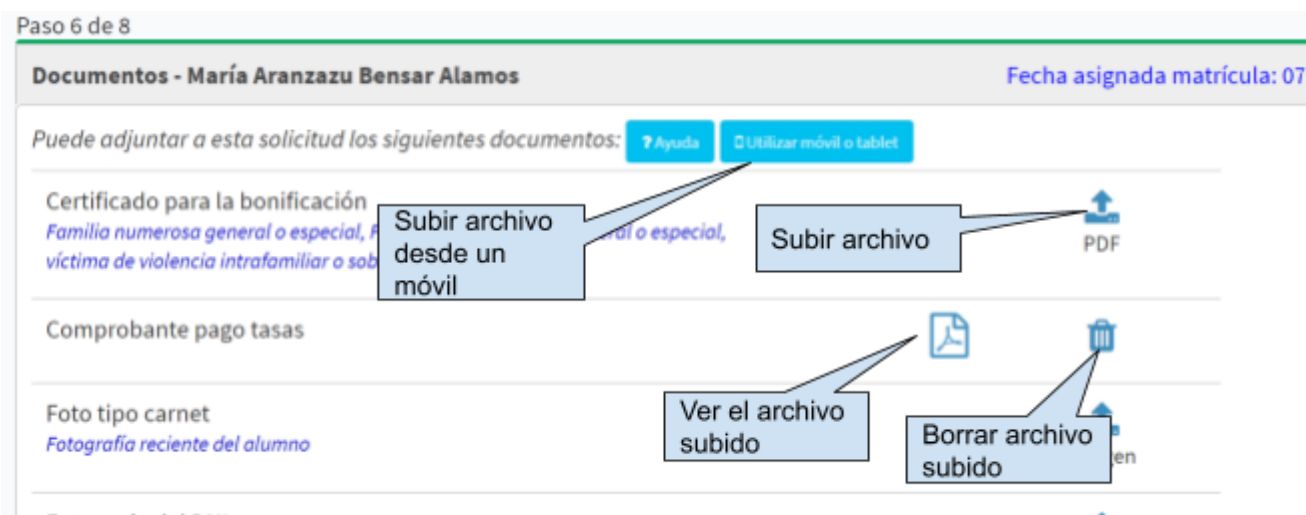 Paso 6 de 8
Documentos - María Aranzazu Bensar Alamos
Fecha asignada matrícula: 07
Puede adjuntar a esta solicitud los siguientes documentos:
? Ayuda
Utilizar móvil o tablet
Certificado para la bonificación
Familia numerosa general o especial,
o especial,
víctima de violencia intrafamiliar o
Subir archivo
desde un
móvil
Subir archivo
PDF
Comprobante pago tasas
Ver el archivo
subido
Borrar archivo
subido
Foto tipo carnet
Fotografía reciente del alumno